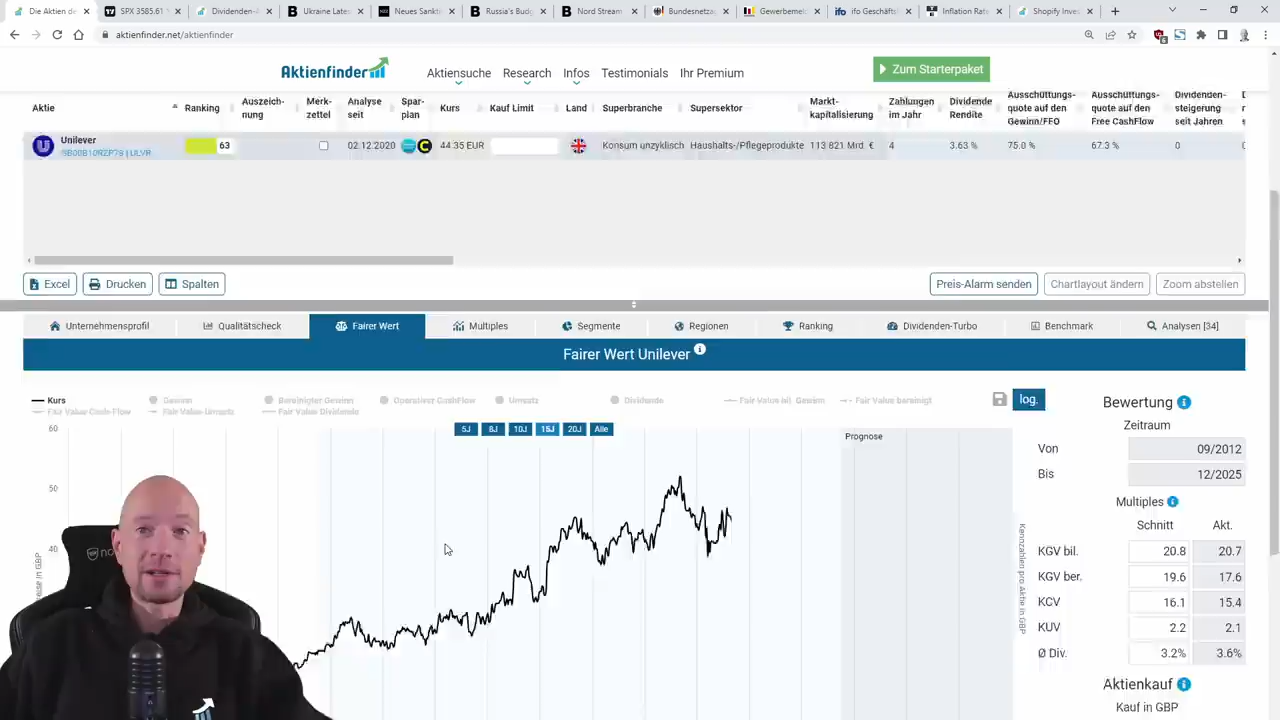 Die Aktien de
SPX 3585.61
Dividenden-A
Ukraine Lates
Neues Sankti
Russia's Bud
Nord Stream
Bundesnetza
Gewerbemel
ifo Geschäft
Inflation Rate
Shopify Inves
aktienfinder.net/aktienfinder
Aktienfinder
Aktiensuche
Research
Infos
Testimonials
Ihr Premium
Zum Starterpaket
Aktie
Ranking
Auszeich-
nung
Merk-
zettel
Analyse
seit
Spar-
plan
Kurs
Kauf Limit
Land
Superbranche
Supersektor
Markt-
kapitalisierung
Zahlungen
im Jahr
Dividende
Rendite
Ausschüttungs-
quote auf den
Gewinn/FFO
Ausschüttungs-
quote auf den
Free CashFlow
Dividenden-
steigerung
seit Jahren
Unilever
63
02.12.2020
44.35 EUR
Konsum unzyklisch
Haushalts-/Pflegeprodukte
113 821 Mrd. €
4
3.63 %
75.0 %
67.3 %
0
Excel
Drucken
Spalten
Preis-Alarm senden
Chartlayout ändern
Zoom abstellen
Unternehmensprofil
Qualitätscheck
Fairer Wert
Multiples
Segmente
Regionen
Ranking
Dividenden-Turbo
Benchmark
Analysen [34]
Fairer Wert Unilever
Kurs
Gewinn
Bereinigter Gewinn
Operativer CashFlow
Umsatz
Dividende
Fair Value bil. Gewinn
Fair Value bereinigt
Fair Value Cash-Flow
Fair Value Umsatz
Fair Value Dividende
log.
5J
8J
10J
15J
20J
Alle
60
50
40
Prognose
Kennzahlen pro Aktie in GBP
Bewertung
Zeitraum
Von
09/2012
Bis
12/2025
Multiples
Schnitt
Akt.
KGV bil.
20.8
20.7
KGV ber.
19.6
17.6
KCV
16.1
15.4
KUV
2.2
2.1
Ø Div.
3.2%
3.6%
Aktienkauf
Kauf in GBP